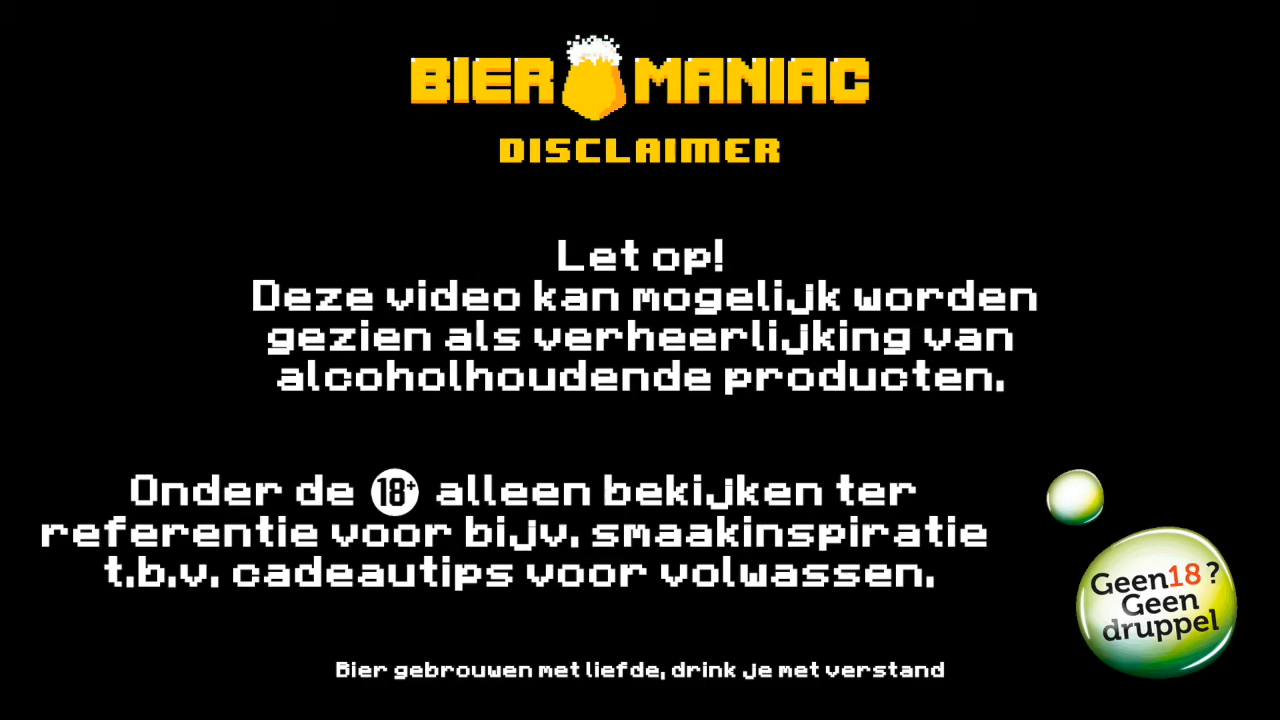 BIER MANIAC
DISCLAIMER
Let op!
Deze video kan mogelijk worden
gezien als verheerlijking van
alcoholhoudende producten.
Onder de 18+ alleen bekijken ter
referentie voor bijv. smaakinspiratie
t.b.v. cadeautips voor volwassen.
Geen18?
Geen
druppel
Bier gebrouwen met liefde, drink je met verstand